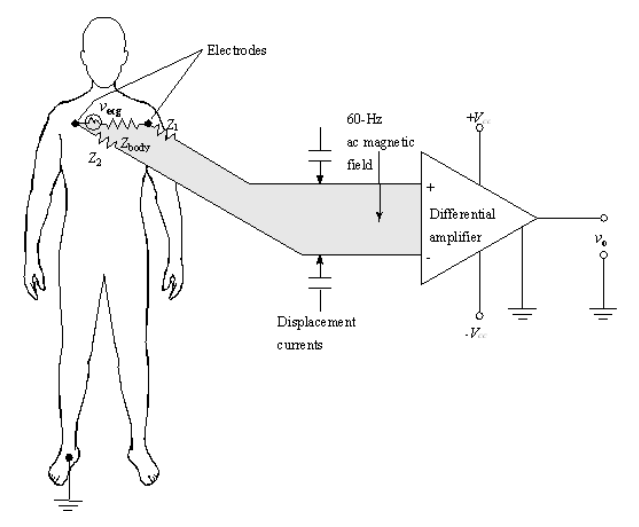 Electrodes
v_ecg
Z_1
Z_body
Z_2
60-Hz
ac magnetic
field
+V_cc
+
Differential
amplifier
-
v_o
-V_cc
Displacement
currents